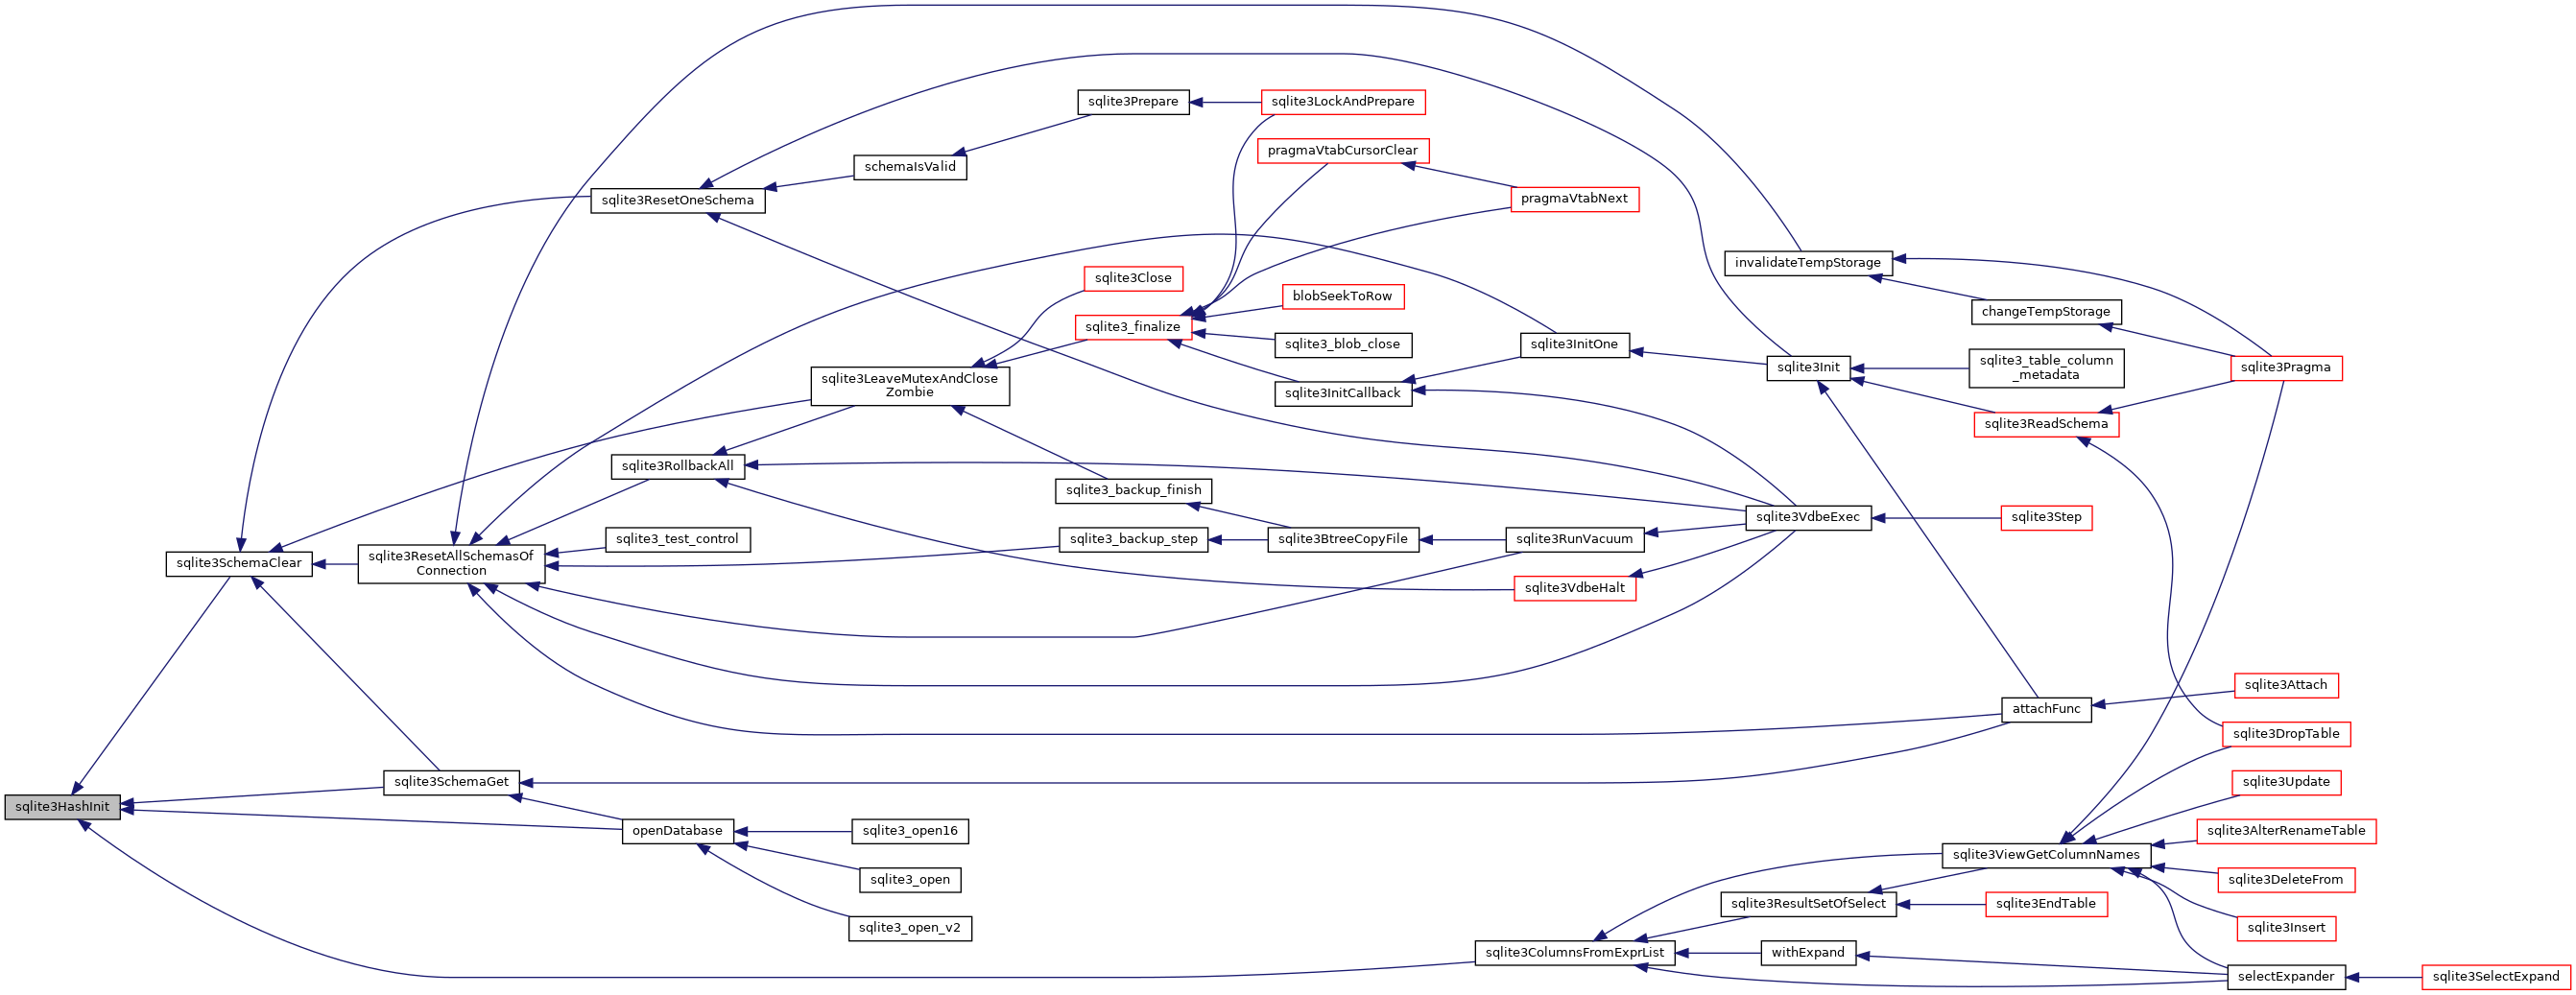 sqlite3Prepare
sqlite3LockAndPrepare
pragmaVtabCursorClear
schemaIsValid
sqlite3ResetOneSchema
pragmaVtabNext
invalidateTempStorage
sqlite3Close
blobSeekToRow
changeTempStorage
sqlite3_finalize
sqlite3_blob_close
sqlite3InitOne
sqlite3_table_column
_metadata
sqlite3Init
sqlite3Pragma
sqlite3LeaveMutexAndClose
Zombie
sqlite3InitCallback
sqlite3ReadSchema
sqlite3RollbackAll
sqlite3_backup_finish
sqlite3VdbeExec
sqlite3Step
sqlite3_test_control
sqlite3_backup_step
sqlite3BtreeCopyFile
sqlite3RunVacuum
sqlite3SchemaClear
sqlite3ResetAllSchemasOf
Connection
sqlite3VdbeHalt
sqlite3Attach
attachFunc
sqlite3DropTable
sqlite3SchemaGet
sqlite3Update
sqlite3HashInit
openDatabase
sqlite3_open16
sqlite3AlterRenameTable
sqlite3ViewGetColumnNames
sqlite3_open
sqlite3DeleteFrom
sqlite3ResultSetOfSelect
sqlite3EndTable
sqlite3_open_v2
sqlite3Insert
sqlite3ColumnsFromExprList
withExpand
selectExpander
sqlite3SelectExpand